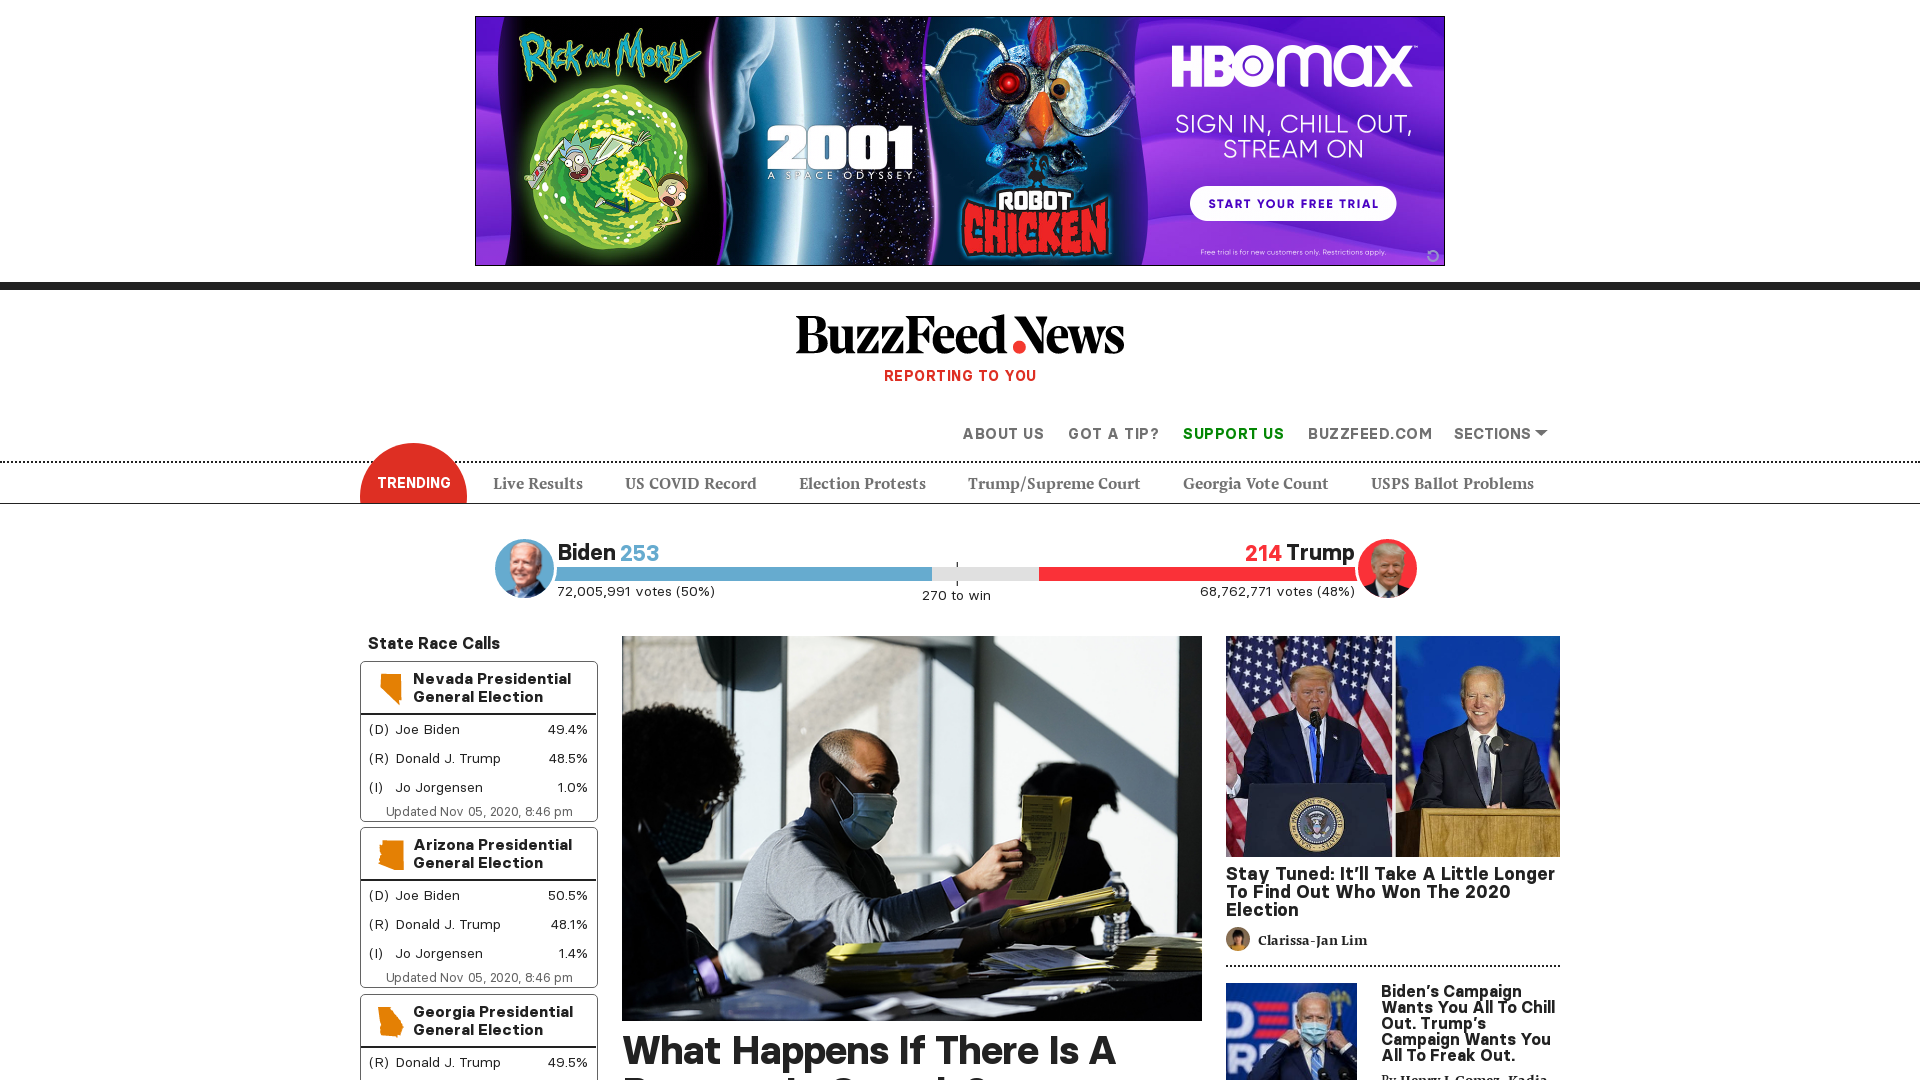 Rick and Morty
2001
A SPACE ODYSSEY
ROBOT
CHICKEN
HBOMAX
SIGN IN, CHILL OUT,
STREAM ON
START YOUR FREE TRIAL
Free trial is for new customers only. Restrictions apply.
BuzzFeed News
REPORTING TO YOU
ABOUT US GOT A TIP? SUPPORT US BUZZFEED.COM SECTIONS
TRENDING Live Results US COVID Record Election Protests Trump/Supreme Court Georgia Vote Count USPS Ballot Problems
Biden 253
214 Trump
72,005,991 votes (50%)
270 to win
68,762,771 votes (48%)
State Race Calls
Nevada Presidential
General Election
(D) Joe Biden 49.4%
(R) Donald J. Trump 48.5%
(I) Jo Jorgensen 1.0%
Updated Nov 05, 2020, 8:46 pm
Arizona Presidential
General Election
(D) Joe Biden 50.5%
(R) Donald J. Trump 48.1%
(I) Jo Jorgensen 1.4%
Updated Nov 05, 2020, 8:46 pm
Georgia Presidential
General Election
(R) Donald J. Trump 49.5%
What Happens If There Is A
Stay Tuned: It’ll Take A Little Longer
To Find Out Who Won The 2020
Election
Clarissa-Jan Lim
Biden’s Campaign
Wants You All To Chill
Out. Trump’s
Campaign Wants You
All To Freak Out.